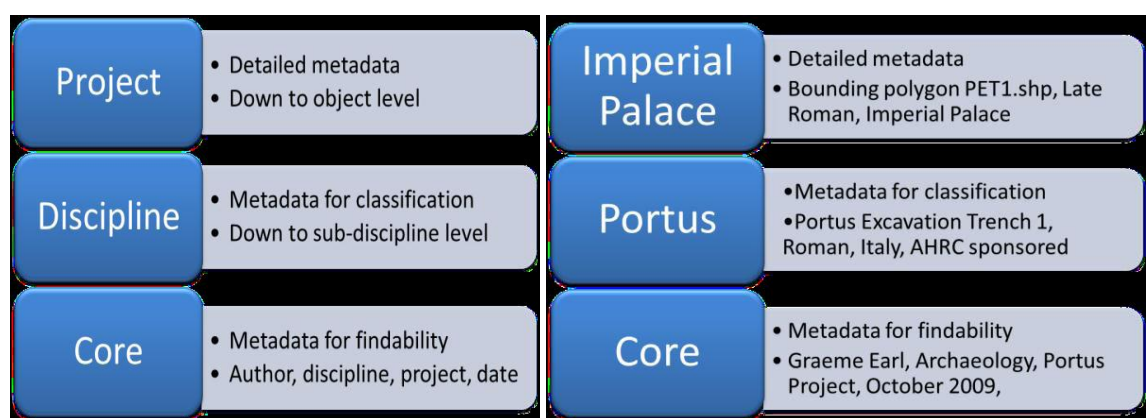 Project
• Detailed metadata
• Down to object level
Discipline
• Metadata for classification
• Down to sub-discipline level
Core
• Metadata for findability
• Author, discipline, project, date
Imperial
Palace
• Detailed metadata
• Bounding polygon PET1.shp, Late
Roman, Imperial Palace
Portus
•Metadata for classification
•Portus Excavation Trench 1,
Roman, Italy, AHRC sponsored
Core
• Metadata for findability
• Graeme Earl, Archaeology, Portus
Project, October 2009,